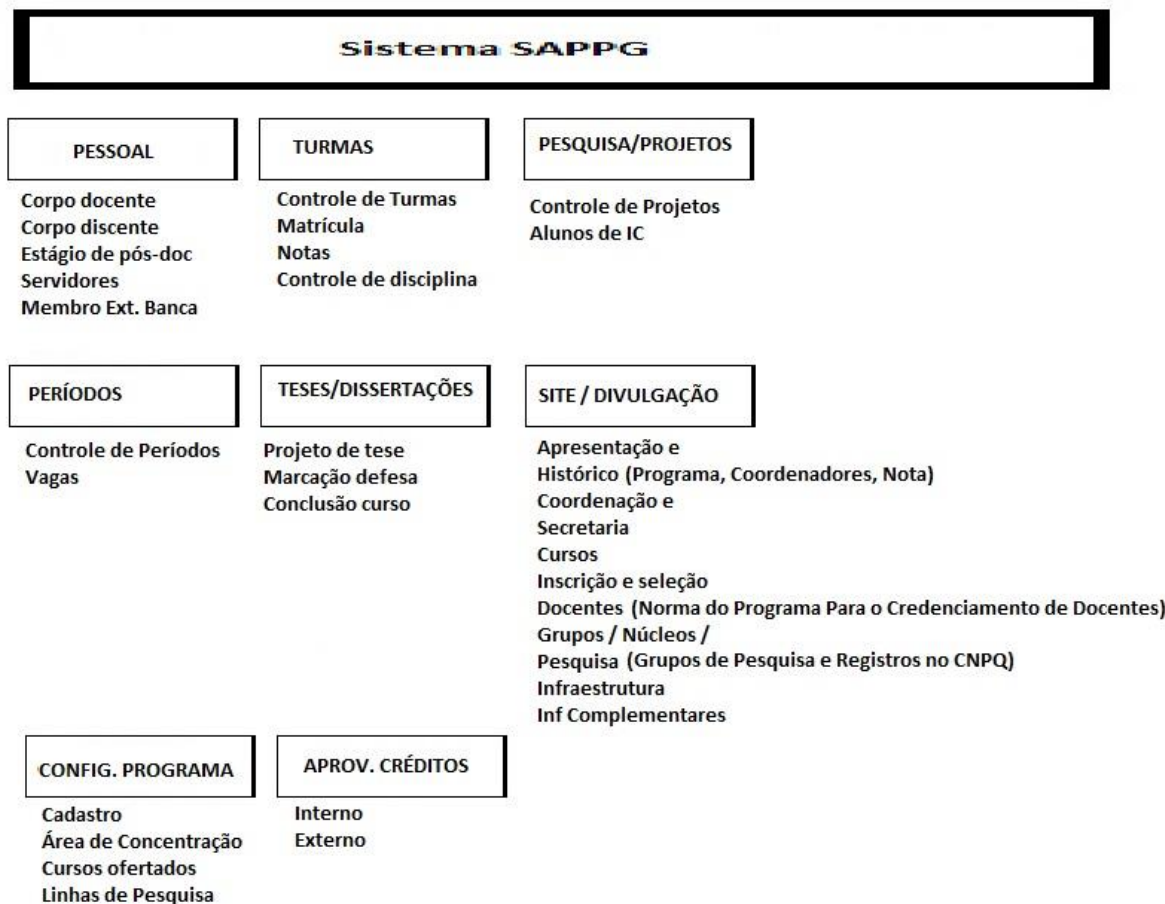 Sistema SAPPG
PESSOAL
Corpo docente
Corpo discente
Estágio de pós-doc
Servidores
Membro Ext. Banca
TURMAS
Controle de Turmas
Matrícula
Notas
Controle de disciplina
PESQUISA/PROJETOS
Controle de Projetos
Alunos de IC
PERÍODOS
Controle de Períodos
Vagas
TESES/DISSERTAÇÕES
Projeto de tese
Marcação defesa
Conclusão curso
SITE / DIVULGAÇÃO
Apresentação e
Histórico (Programa, Coordenadores, Nota)
Coordenação e
Secretaria
Cursos
Inscrição e seleção
Docentes (Norma do Programa Para o Credenciamento de Docentes)
Grupos / Núcleos /
Pesquisa (Grupos de Pesquisa e Registros no CNPQ)
Infraestrutura
Inf Complementares
CONFIG. PROGRAMA
Cadastro
Área de Concentração
Cursos ofertados
Linhas de Pesquisa
APROV. CRÉDITOS
Interno
Externo